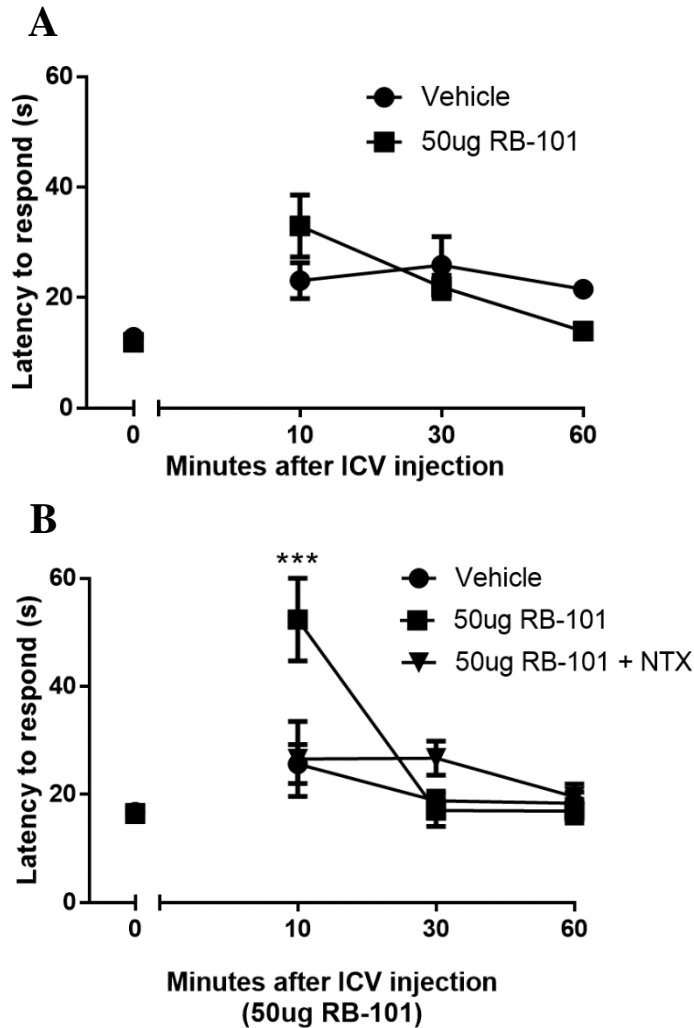 A
60
40
20
0
Latency to respond (s)
Vehicle
50ug RB-101
0
10
30
60
Minutes after ICV injection
B
***
60
40
20
0
Latency to respond (s)
Vehicle
50ug RB-101
50ug RB-101 + NTX
0
10
30
60
Minutes after ICV injection
(50ug RB-101)